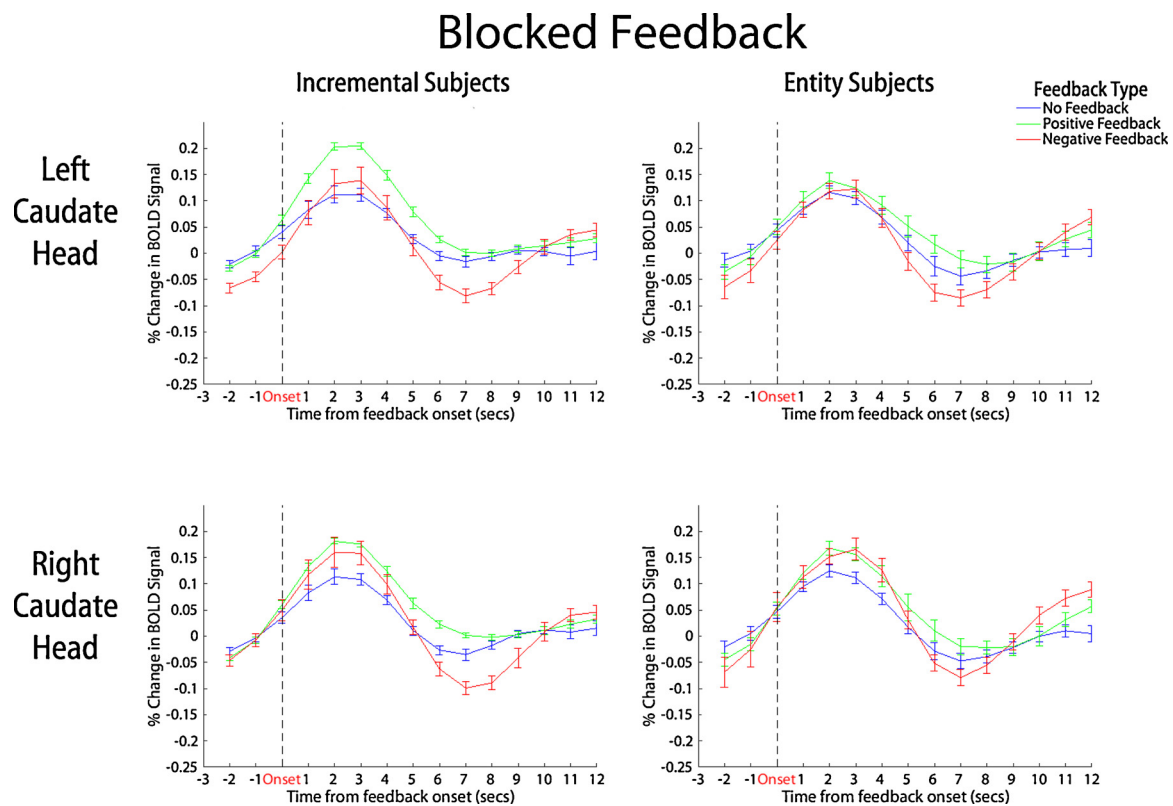 Blocked Feedback
Incremental Subjects
Entity Subjects
Feedback Type
No Feedback
Positive Feedback
Negative Feedback
Left
Caudate
Head
% Change in BOLD Signal
0.2
0.15
0.1
0.05
0
-0.05
-0.1
0.15
-0.2
-0.25
-3 -2 -1 Onset 1 2 3 4 5 6 7 8 9 10 11 12
Time from feedback onset (secs)
% Change in BOLD Signal
0.2
0.15
0.1
0.05
0
-0.05
-0.1
0.15
-0.2
-0.25
-3 -2 -1 Onset 1 2 3 4 5 6 7 8 9 10 11 12
Time from feedback onset (secs)
Right
Caudate
Head
% Change in BOLD Signal
0.2
0.15
0.1
0.05
0
-0.05
-0.1
0.15
-0.2
-0.25
-3 -2 -1 Onset 1 2 3 4 5 6 7 8 9 10 11 12
Time from feedback onset (secs)
% Change in BOLD Signal
0.2
0.15
0.1
0.05
0
-0.05
-0.1
0.15
-0.2
-0.25
-3 -2 -1 Onset 1 2 3 4 5 6 7 8 9 10 11 12
Time from feedback onset (secs)